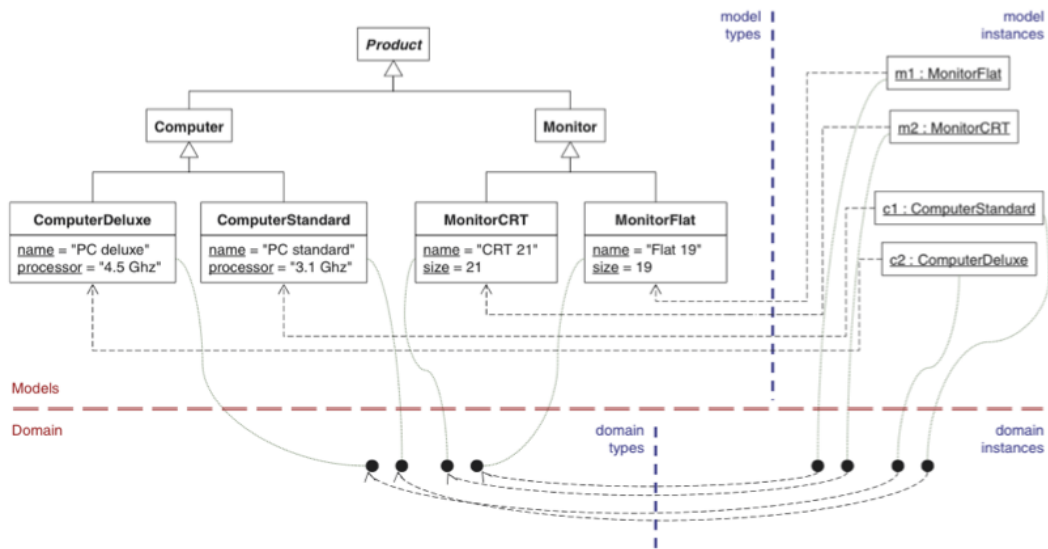 model
types
model
instances
Product
m1 : MonitorFlat
Computer
Monitor
m2 : MonitorCRT
ComputerDeluxe
name = "PC deluxe"
processor = "4.5 Ghz"
ComputerStandard
name = "PC standard"
processor = "3.1 Ghz"
MonitorCRT
name = "CRT 21"
size = 21
MonitorFlat
name = "Flat 19"
size = 19
c1 : ComputerStandard
c2 : ComputerDeluxe
Models
Domain
domain
types
domain
instances